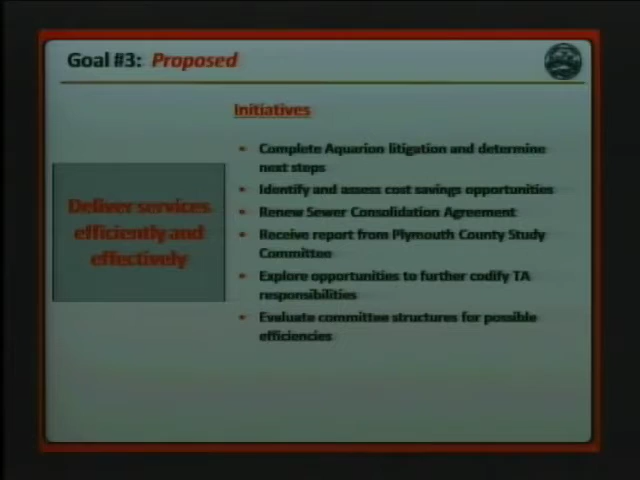 Goal #3: Proposed
Initiatives
Deliver services
efficiently and
effectively
• Complete Aquarion litigation and determine
next steps
• Identify and assess cost savings opportunities
• Renew Sewer Consolidation Agreement
• Receive report from Plymouth County Study
Committee
• Explore opportunities to further codify TA
responsibilities
• Evaluate committee structures for possible
efficiencies